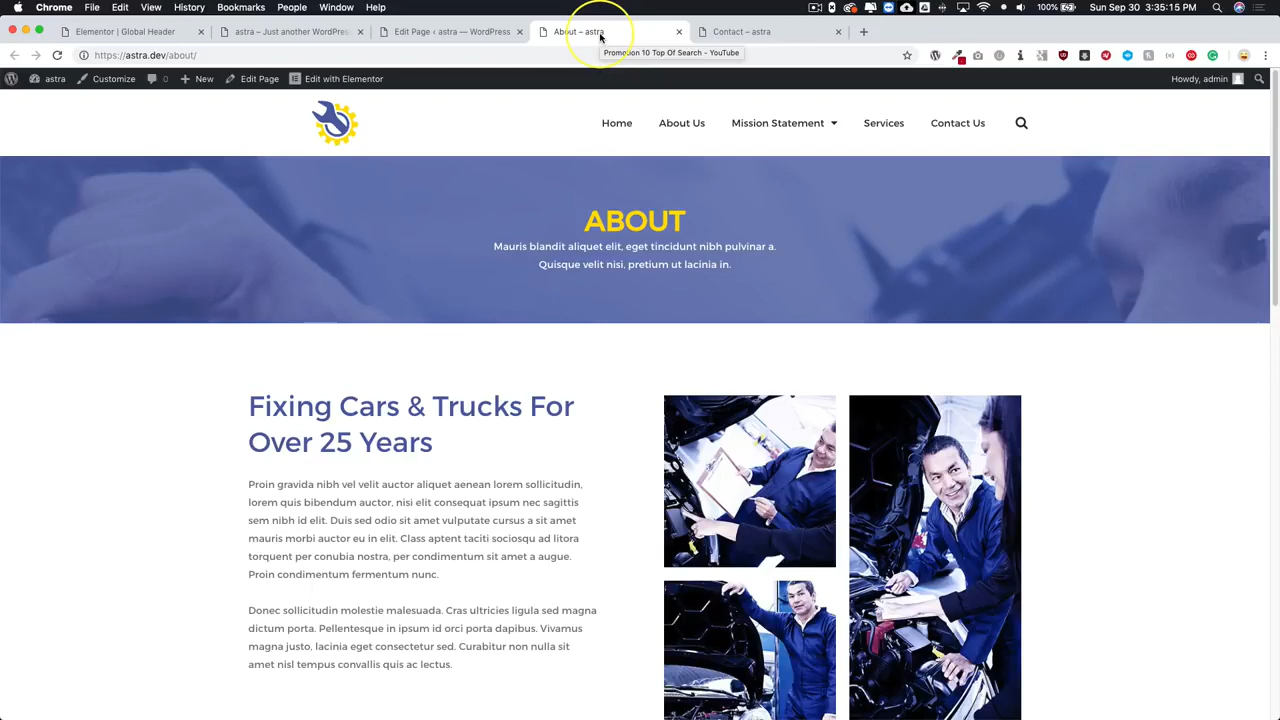 Chrome File Edit View History Bookmarks People Window Help
100% Sun Sep 30 3:35:15 PM
Elementor | Global Header
astra – Just another WordPress
Edit Page ‹ astra — WordPress
About – astra
Contact – astra
Promotion 10 Top Of Search - YouTube
https://astra.dev/about/
astra Customize 0 New Edit Page Edit with Elementor Howdy, admin
Home About Us Mission Statement Services Contact Us
ABOUT
Mauris blandit aliquet elit, eget tincidunt nibh pulvinar a.
Quisque velit nisi, pretium ut lacinia in.
Fixing Cars & Trucks For
Over 25 Years
Proin gravida nibh vel velit auctor aliquet aenean lorem sollicitudin,
lorem quis bibendum auctor, nisi elit consequat ipsum nec sagittis
sem nibh id elit. Duis sed odio sit amet vulputate cursus a sit amet
mauris morbi auctor eu in elit. Class aptent taciti sociosqu ad litora
torquent per conubia nostra, per condimentum sit amet a augue.
Proin condimentum fermentum nunc.
Donec sollicitudin molestie malesuada. Cras ultricies ligula sed magna
dictum porta. Pellentesque in ipsum id orci porta dapibus. Vivamus
magna justo, lacinia eget consectetur sed. Curabitur non nulla sit
amet nisl tempus convallis quis ac lectus.